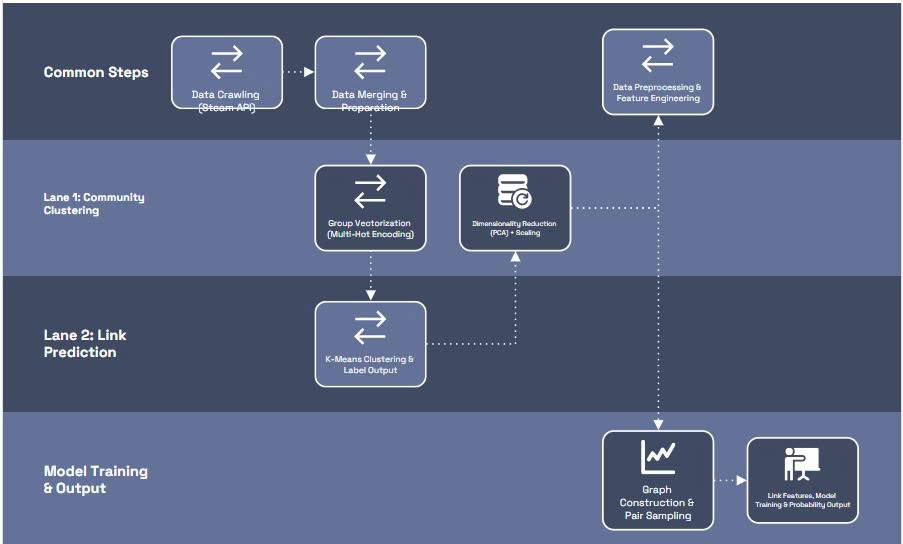 Common Steps
Data Crawling
(Steam API)
Data Merging &
Preparation
Data Preprocessing &
Feature Engineering
Lane 1: Community
Clustering
Group Vectorization
(Multi-Hot Encoding)
Dimensionality Reduction
(PCA) + Scaling
Lane 2: Link
Prediction
K-Means Clustering &
Label Output
Model Training
& Output
Graph
Construction &
Pair Sampling
Link Features, Model
Training & Probability Output